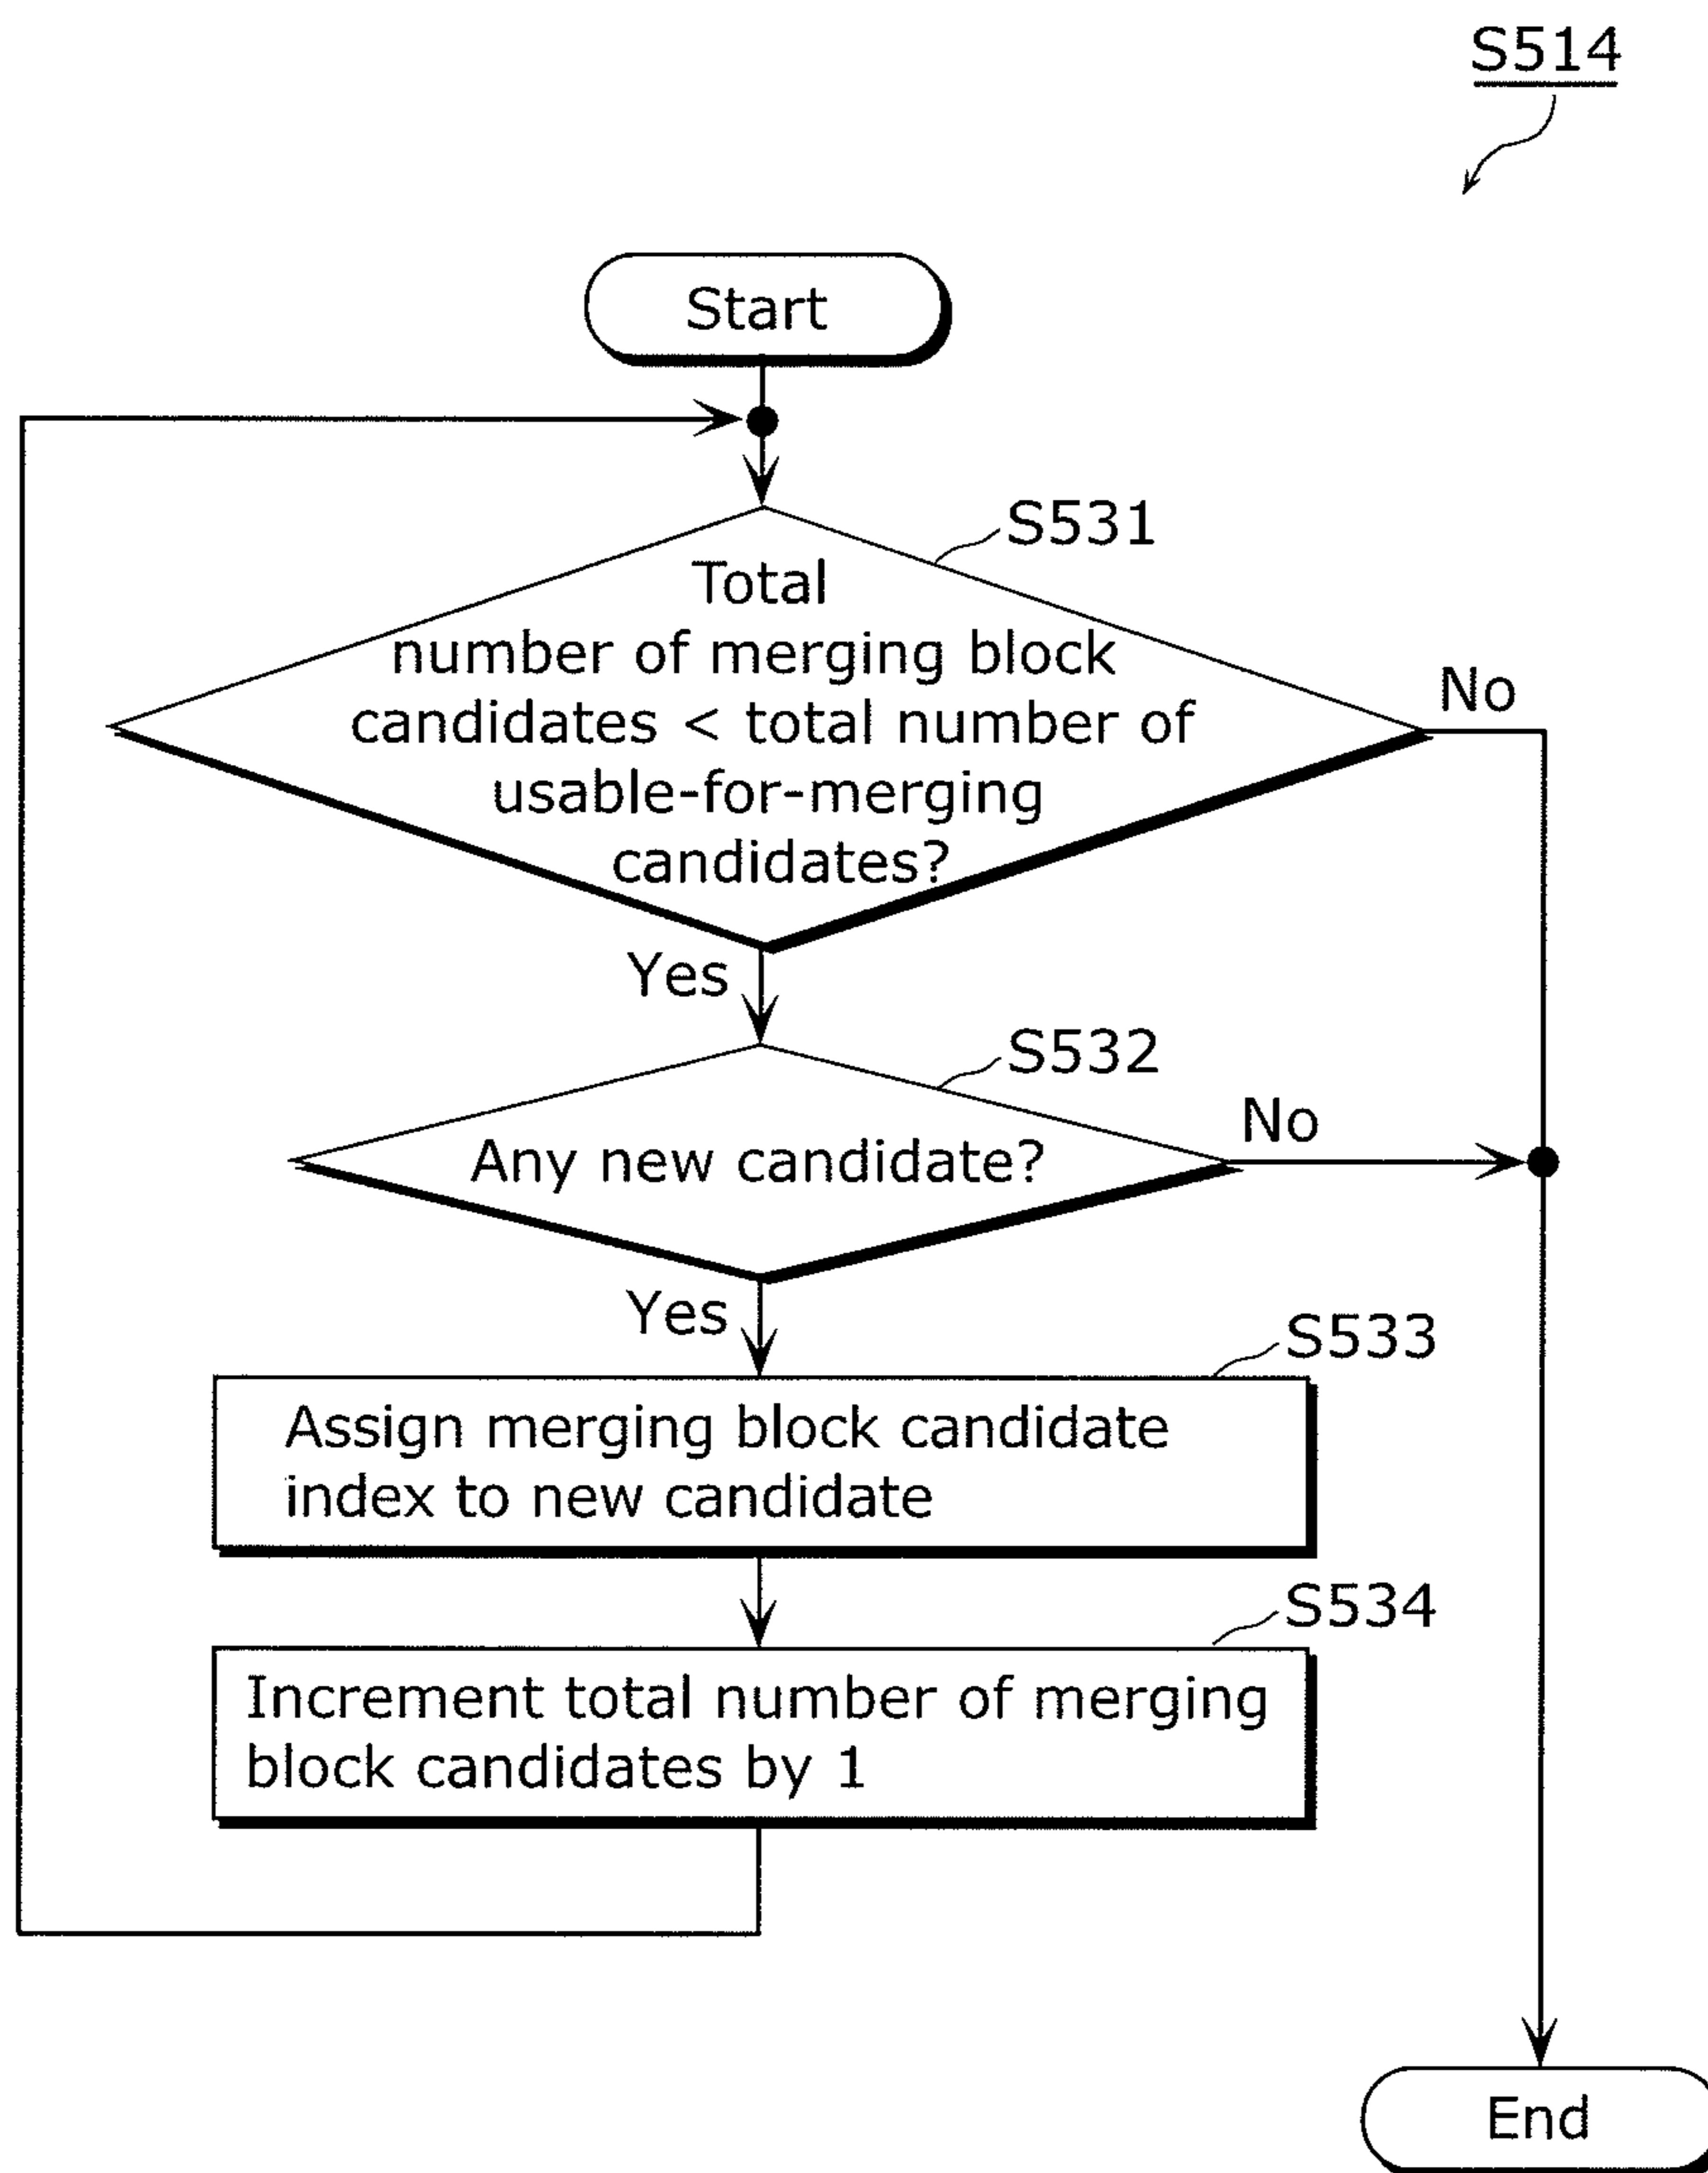 S514
Start
S531
Total
number of merging block
candidates < total number of
usable-for-merging
candidates?
No
Yes
S532
Any new candidate?
No
Yes
S533
Assign merging block candidate
index to new candidate
S534
Increment total number of merging
block candidates by 1
End